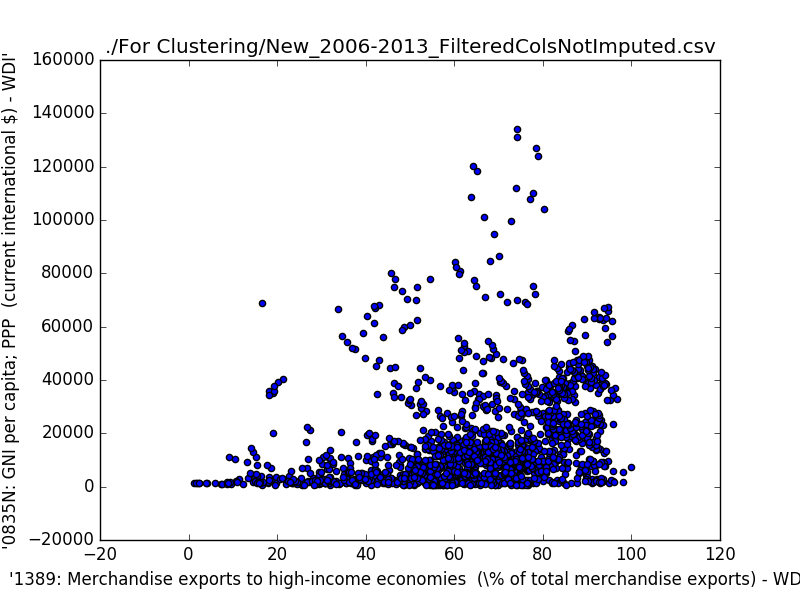 ./For Clustering/New_2006-2013_FilteredColsNotImputed.csv
160000
140000
120000
100000
80000
60000
40000
20000
0
−20000
'0835N: GNI per capita; PPP  (current international $) - WDI'
−20 0 20 40 60 80 100 120
'1389: Merchandise exports to high-income economies  (\% of total merchandise exports) - WD